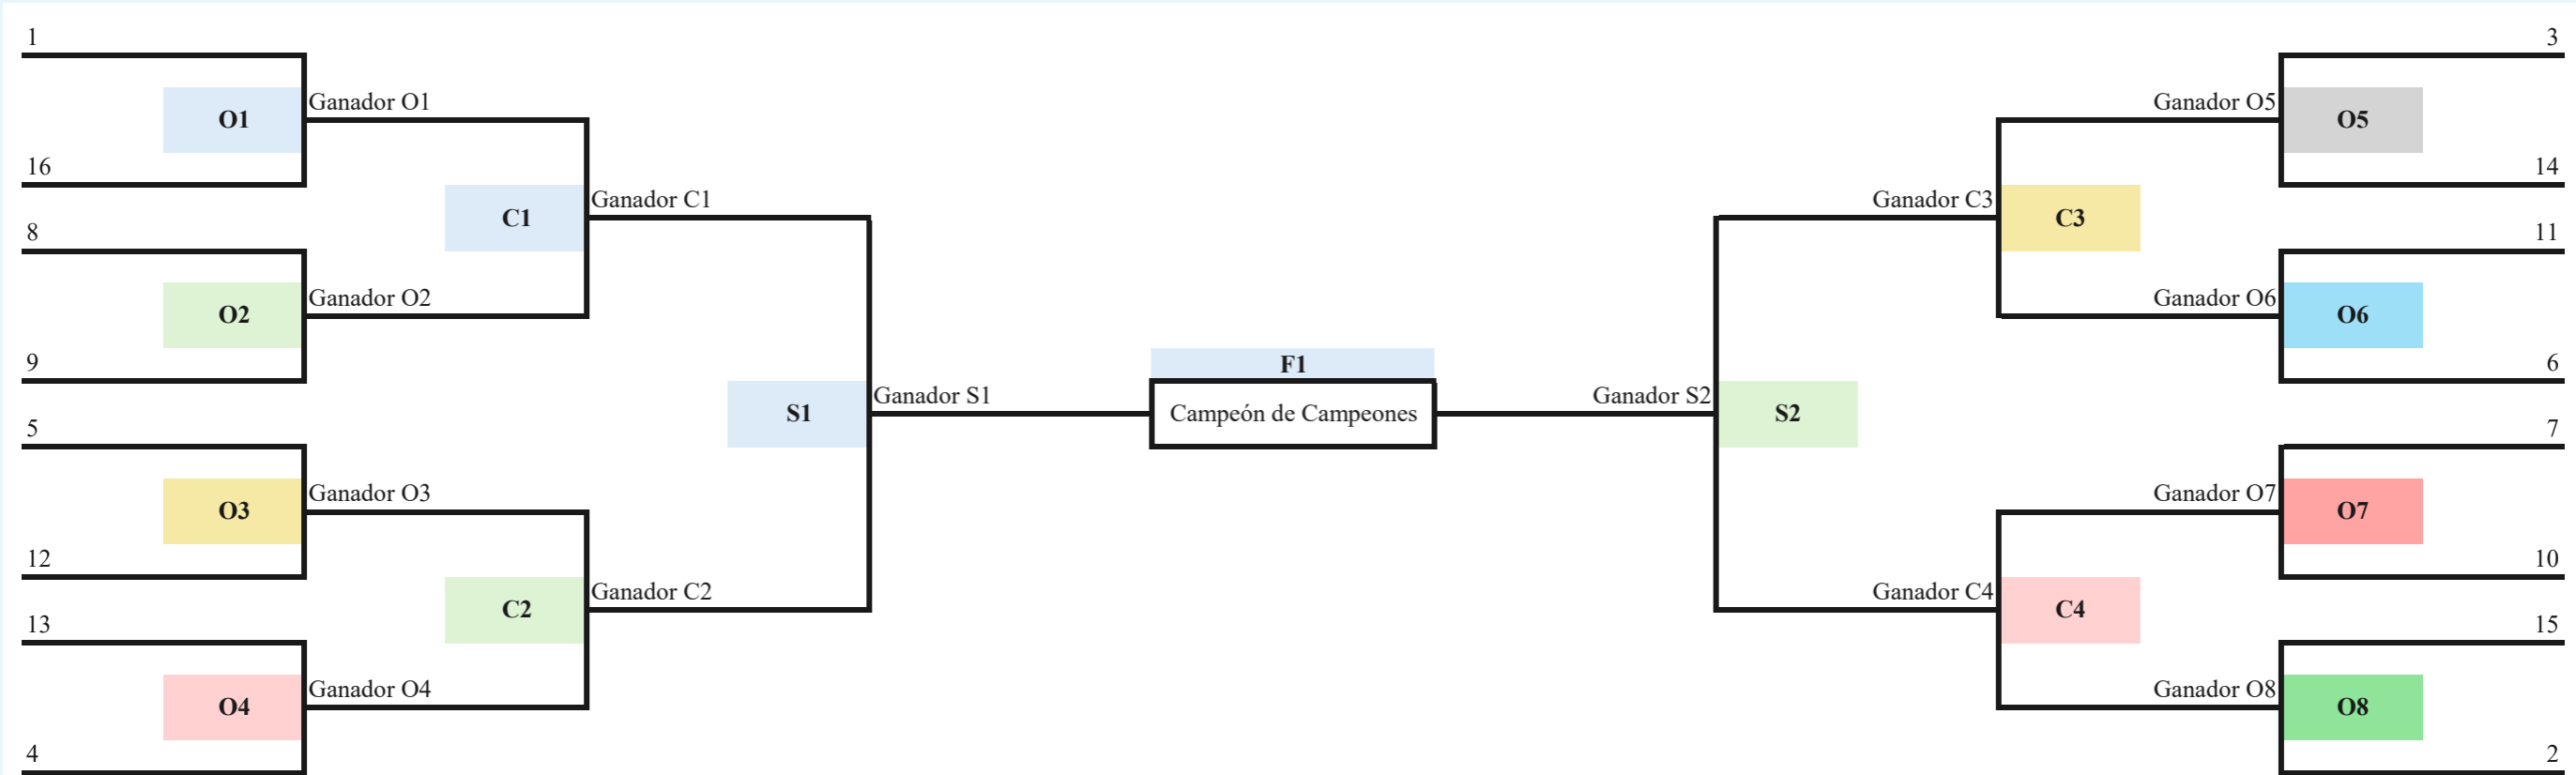 1
3
Ganador O1
Ganador O5
O1
O5
16
14
Ganador C1
Ganador C3
C1
C3
8
11
Ganador O2
Ganador O6
O2
O6
9
6
F1
Ganador S1
Ganador S2
S1
Campeón de Campeones
S2
5
7
Ganador O3
Ganador O7
O3
O7
12
10
Ganador C2
Ganador C4
C2
C4
13
15
Ganador O4
Ganador O8
O4
O8
4
2